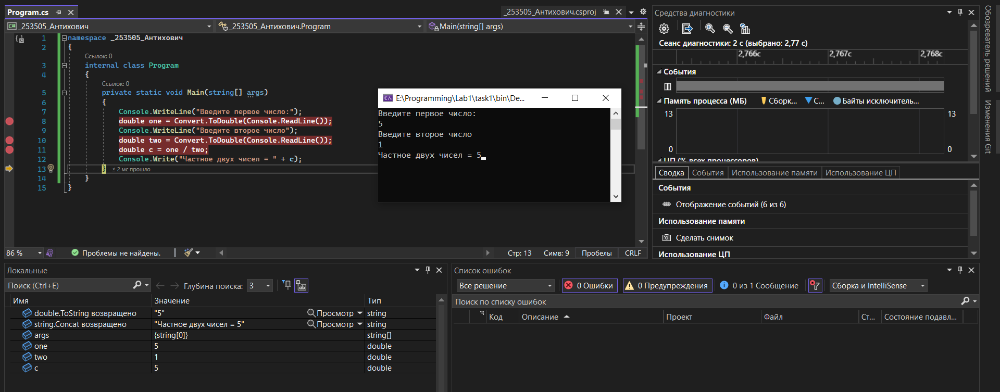 Program.cs
_253505_Антихович.csproj
_253505_Антихович
_253505_Антихович.Program
Main(string[] args)
1 namespace _253505_Антихович
2 {
Ссылок: 0
3 internal class Program
4 {
Ссылок: 0
5 private static void Main(string[] args)
6 {
7 Console.WriteLine("Введите первое число:");
8 double one = Convert.ToDouble(Console.ReadLine());
9 Console.WriteLine("Введите второе число");
10 double two = Convert.ToDouble(Console.ReadLine());
11 double c = one / two;
12 Console.Write("Частное двух чисел = " + c);
13 } ≤ 2 мс прошло
14 }
15 }
E:\Programming\Lab1\task1\bin\De...
Введите первое число:
5
Введите второе число
1
Частное двух чисел = 5
86 %
Проблемы не найдены.
Стр: 13 Симв: 9 Пробелы CRLF
Средства диагностики
Сеанс диагностики: 2 с (выбрано: 2,77 с)
2,766с 2,767с 2,768с
События
Память процесса (МБ) Сборк... С... Байты исключитель...
13 13
0 0
ЦП (% всех процессоров)
Сводка События Использование памяти Использование ЦП
События
Отображение событий (6 из 6)
Использование памяти
Сделать снимок
Использование ЦП
Обозреватель решений
Изменения Git
Локальные
Поиск (Ctrl+E) Глубина поиска: 3
Имя Значение Тип
double.ToString возвращено "5" Просмотр string
string.Concat возвращено "Частное двух чисел = 5" Просмотр string
args {string[0]} string[]
one 5 double
two 1 double
c 5 double
Список ошибок
Все решение 0 Ошибки 0 Предупреждения 0 из 1 Сообщение Сборка и IntelliSense
Поиск по списку ошибок
Код Описание Проект Файл Ст... Состояние подавл...